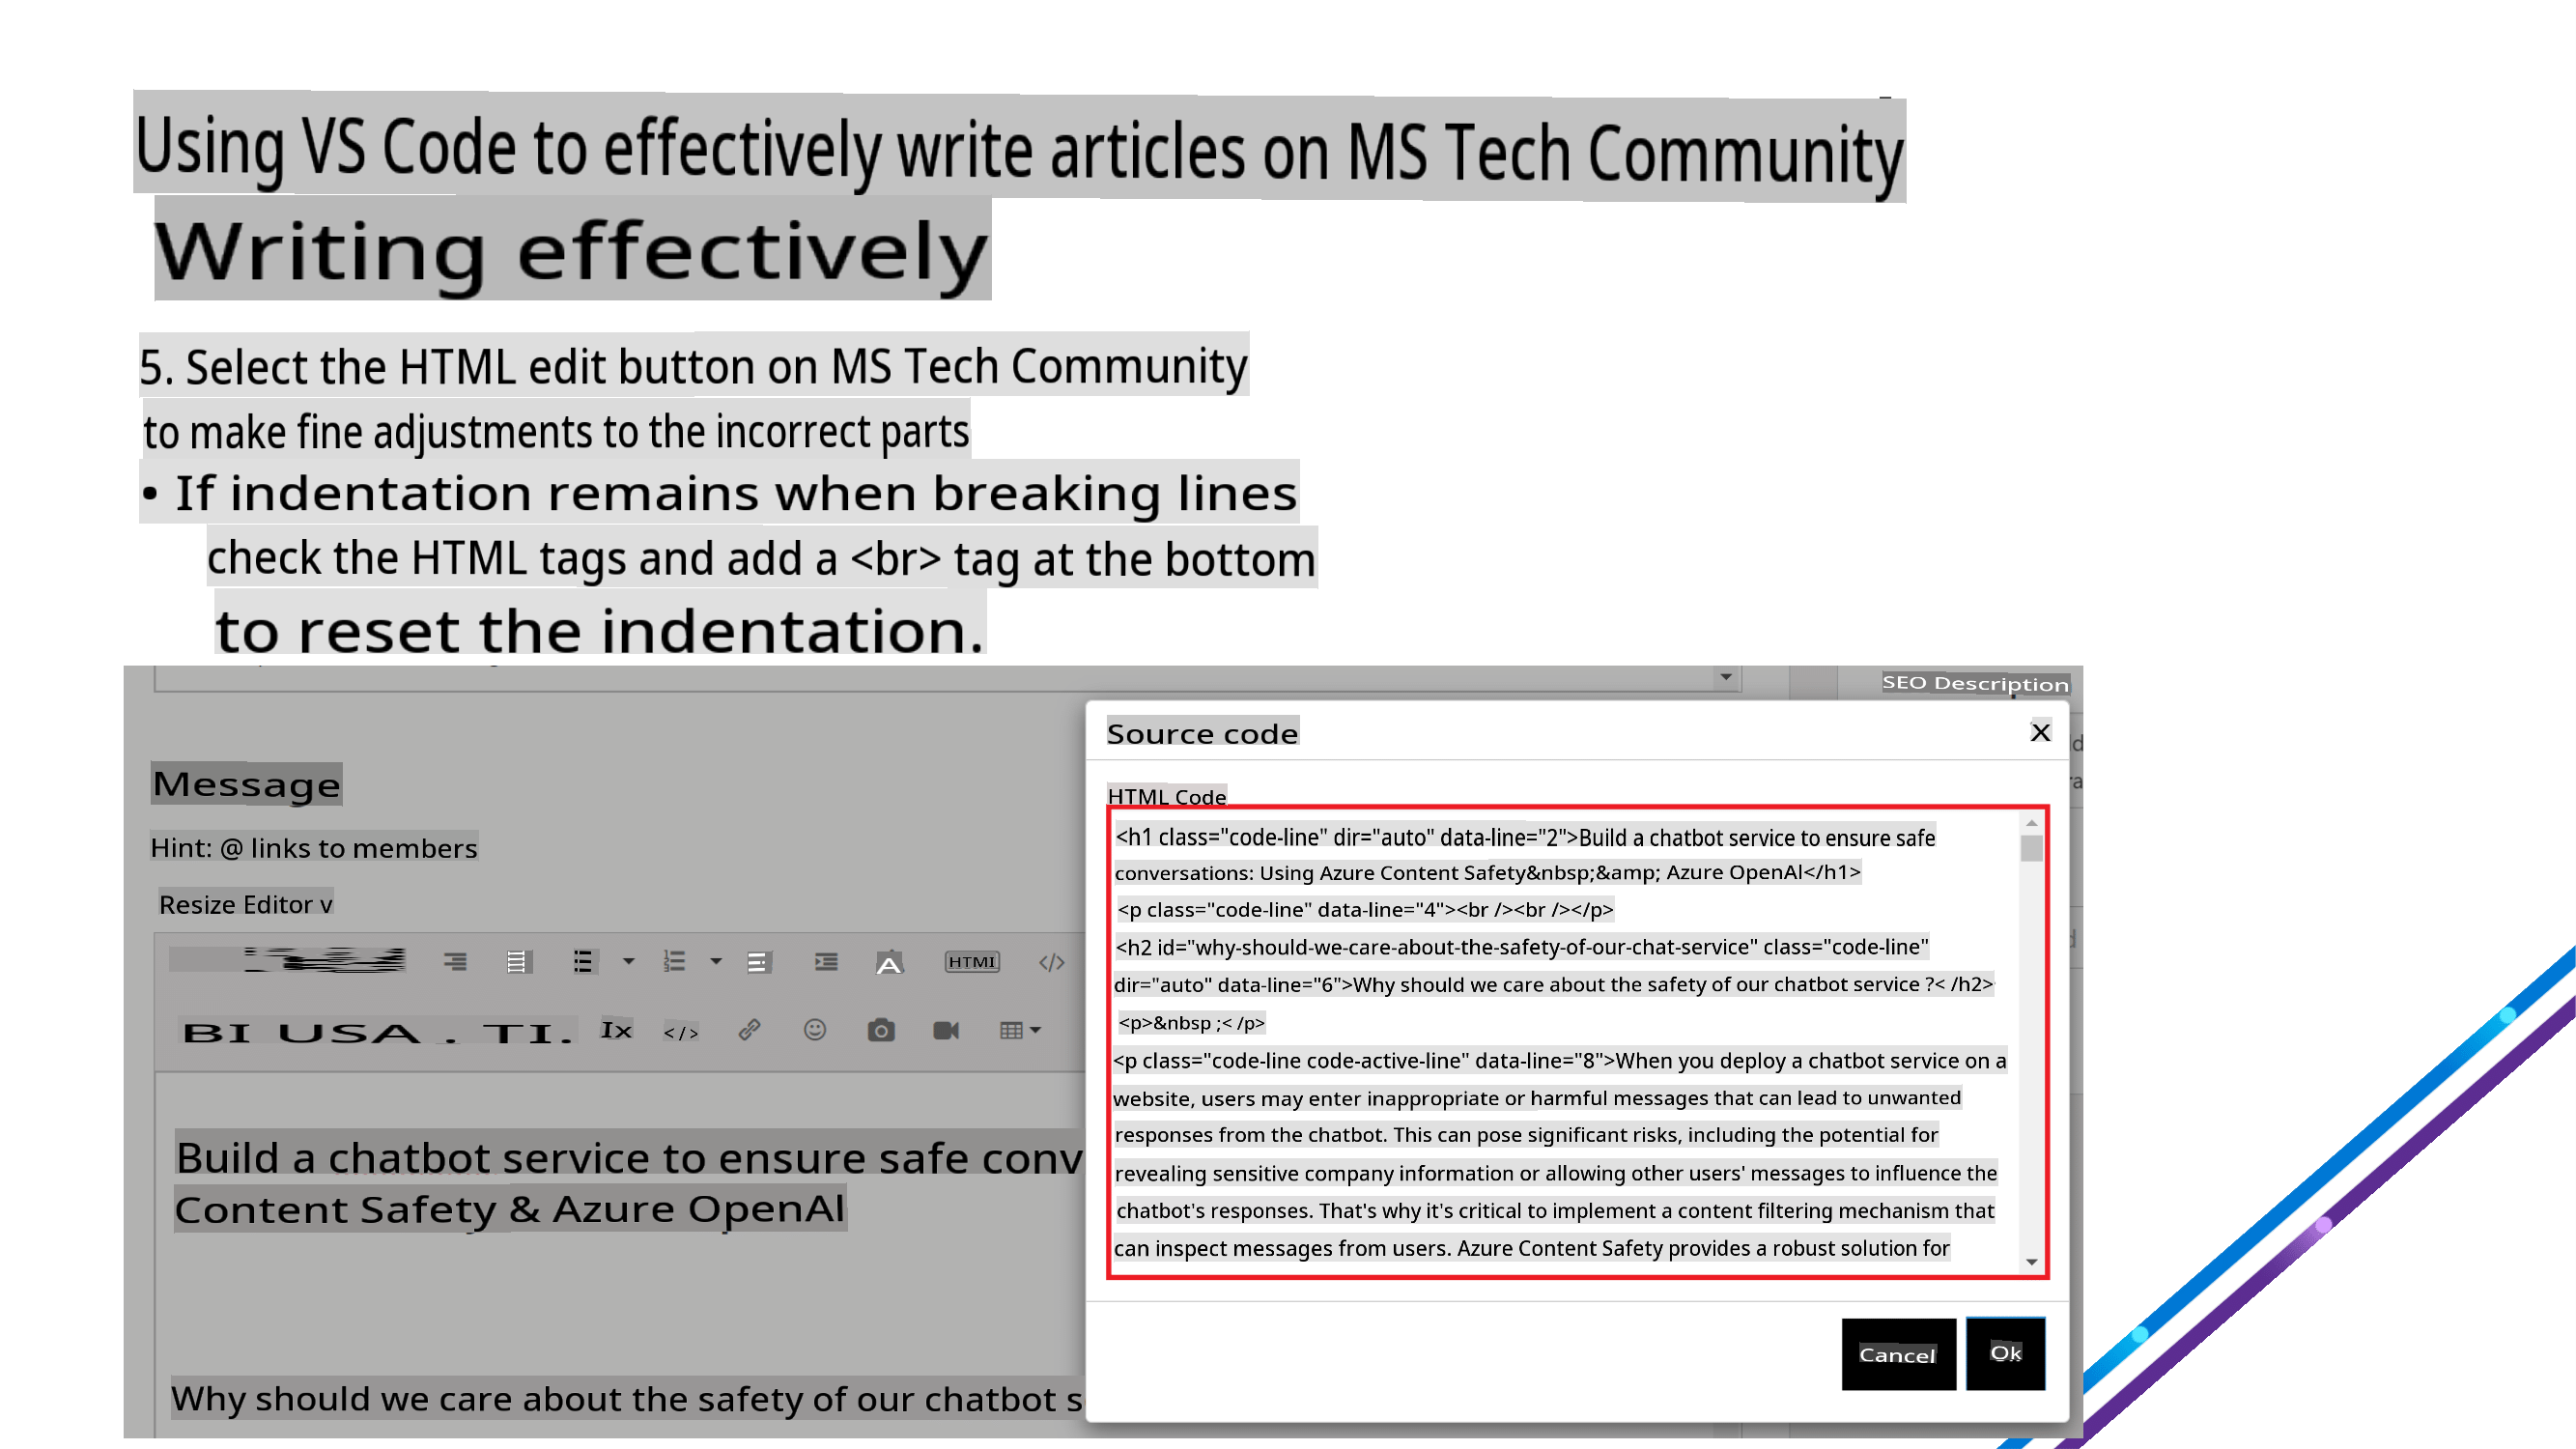 Using VS Code to effectively write articles on MS Tech Community
Writing effectively
5. Select the HTML edit button on MS Tech Community
to make fine adjustments to the incorrect parts
• If indentation remains when breaking lines
check the HTML tags and add a <br> tag at the bottom
to reset the indentation.
SEO Description
Source code
X
Message
HTML Code
Hint: @ links to members
Resize Editor v
HTMI </>
BI USA . TI. Ix </>
Build a chatbot service to ensure safe conv
Content Safety & Azure OpenAl
Why should we care about the safety of our chatbot s
<h1 class="code-line" dir="auto" data-line="2">Build a chatbot service to ensure safe
conversations: Using Azure Content Safety&nbsp;&amp; Azure OpenAl</h1>
<p class="code-line" data-line="4"><br /><br /></p>
<h2 id="why-should-we-care-about-the-safety-of-our-chat-service" class="code-line"
dir="auto" data-line="6">Why should we care about the safety of our chatbot service ?< /h2>
<p>&nbsp ;< /p>
<p class="code-line code-active-line" data-line="8">When you deploy a chatbot service on a
website, users may enter inappropriate or harmful messages that can lead to unwanted
responses from the chatbot. This can pose significant risks, including the potential for
revealing sensitive company information or allowing other users' messages to influence the
chatbot's responses. That's why it's critical to implement a content filtering mechanism that
can inspect messages from users. Azure Content Safety provides a robust solution for
Cancel
Ok